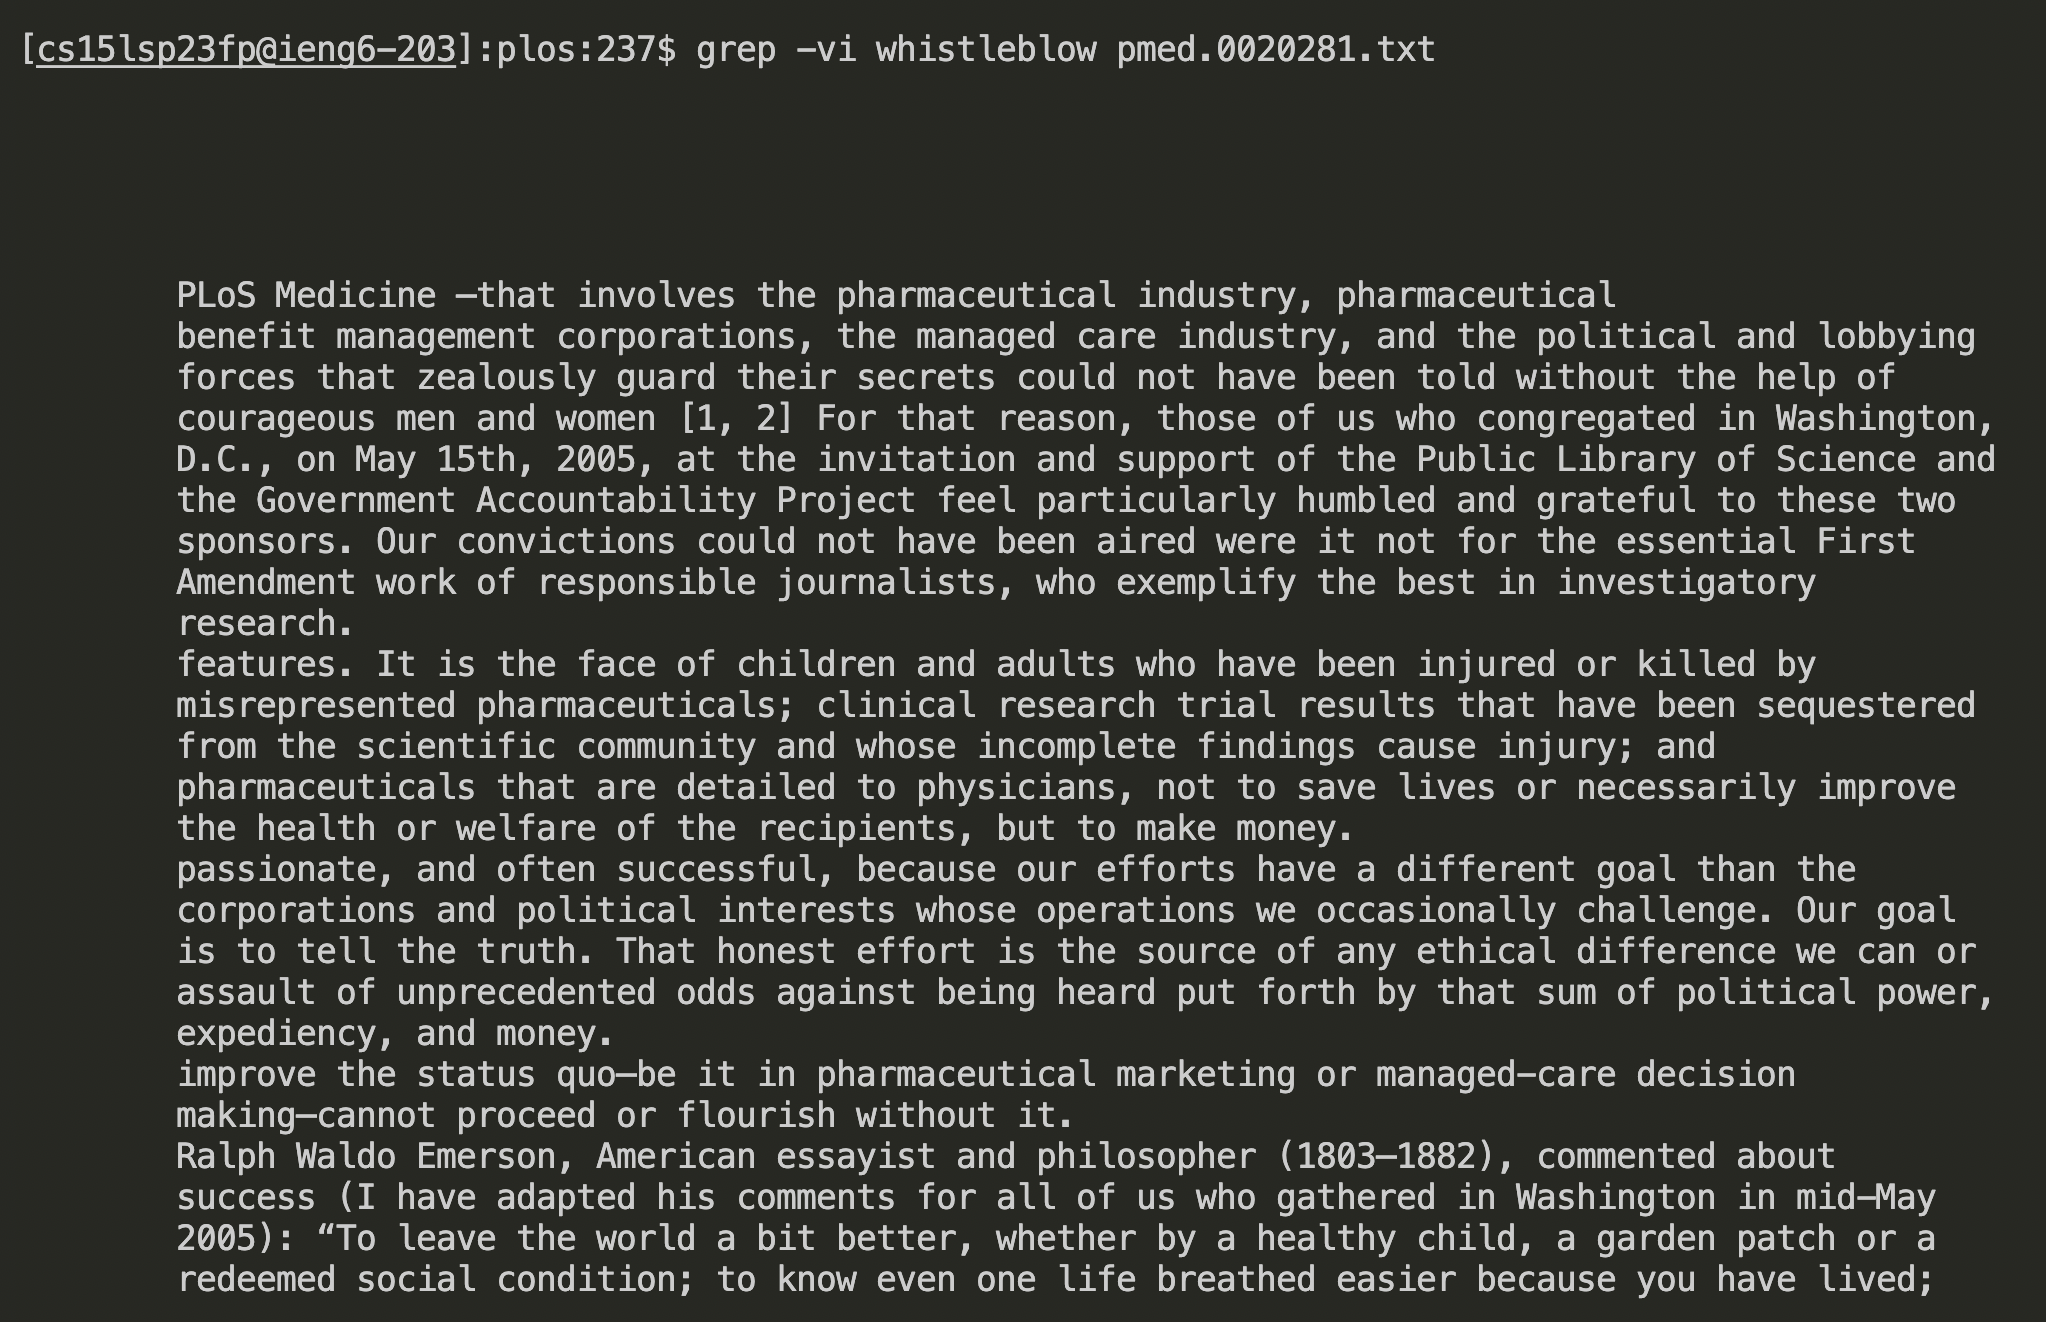 [cs15lsp23fp@ieng6-203]:plos:237$ grep -vi whistleblow pmed.0020281.txt
PLoS Medicine —that involves the pharmaceutical industry, pharmaceutical
benefit management corporations, the managed care industry, and the political and lobbying
forces that zealously guard their secrets could not have been told without the help of
courageous men and women [1, 2] For that reason, those of us who congregated in Washington,
D.C., on May 15th, 2005, at the invitation and support of the Public Library of Science and
the Government Accountability Project feel particularly humbled and grateful to these two
sponsors. Our convictions could not have been aired were it not for the essential First
Amendment work of responsible journalists, who exemplify the best in investigatory
research.
features. It is the face of children and adults who have been injured or killed by
misrepresented pharmaceuticals; clinical research trial results that have been sequestered
from the scientific community and whose incomplete findings cause injury; and
pharmaceuticals that are detailed to physicians, not to save lives or necessarily improve
the health or welfare of the recipients, but to make money.
passionate, and often successful, because our efforts have a different goal than the
corporations and political interests whose operations we occasionally challenge. Our goal
is to tell the truth. That honest effort is the source of any ethical difference we can or
assault of unprecedented odds against being heard put forth by that sum of political power,
expediency, and money.
improve the status quo—be it in pharmaceutical marketing or managed-care decision
making—cannot proceed or flourish without it.
Ralph Waldo Emerson, American essayist and philosopher (1803–1882), commented about
success (I have adapted his comments for all of us who gathered in Washington in mid-May
2005): “To leave the world a bit better, whether by a healthy child, a garden patch or a
redeemed social condition; to know even one life breathed easier because you have lived;